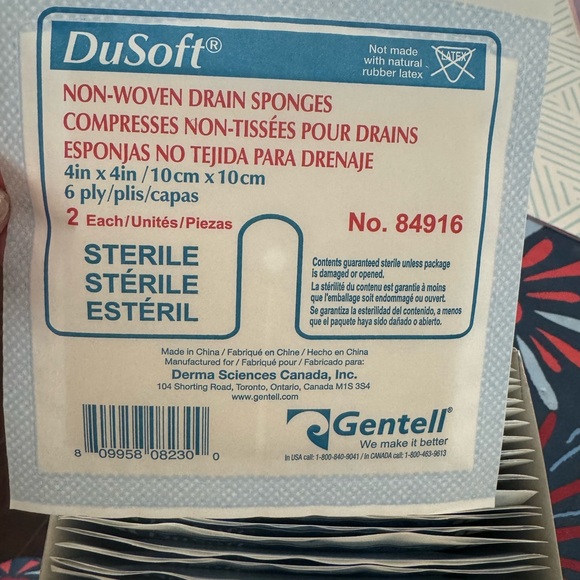 DuSoft®
Not made
with natural
rubber latex
LATEX
NON-WOVEN DRAIN SPONGES
COMPRESSES NON-TISSÉES POUR DRAINS
ESPONJAS NO TEJIDA PARA DRENAJE
4in x 4in / 10cm x 10cm
6 ply/plis/capas
2 Each/Unités/Piezas
No. 84916
STERILE
STÉRILE
ESTÉRIL
Contents guaranteed sterile unless package
is damaged or opened.
La stérilité du contenu est garantie à moins
que l'emballage soit endommagé ou ouvert.
Se garantiza la esterilidad del contenido, a menos
que el paquete haya sido dañado o abierto.
Made in China / Fabriqué en Chine / Hecho en China
Manufactured for / Fabriqué pour / Fabricado para:
Derma Sciences Canada, Inc.
104 Shorting Road, Toronto, Ontario, Canada M1S 3S4
www.gentell.com
8 09958 08230 0
Gentell®
We make it better
In USA call: 1-800-840-9041 / In CANADA call: 1-800-463-9613